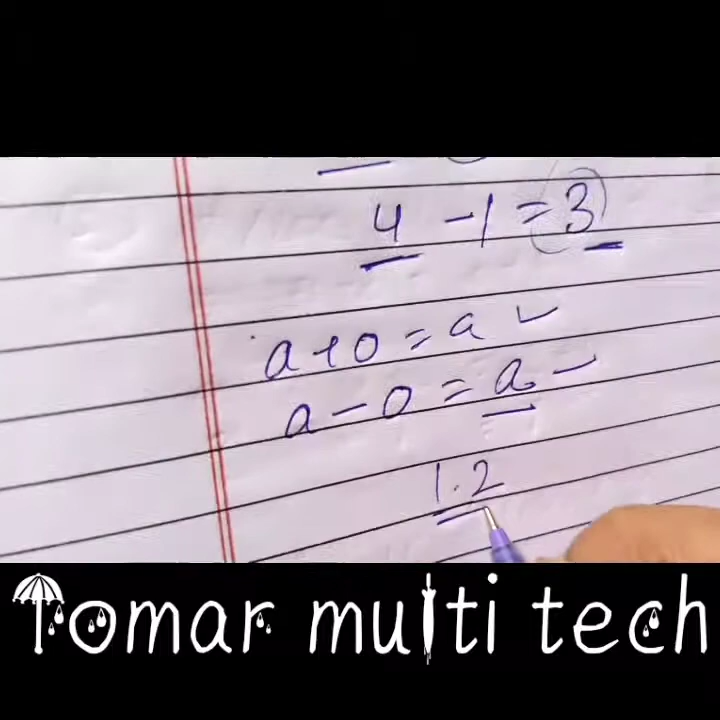 4 - 1 = 3
a + 0 = a
a - 0 = a
1.2
Tomar multi tech